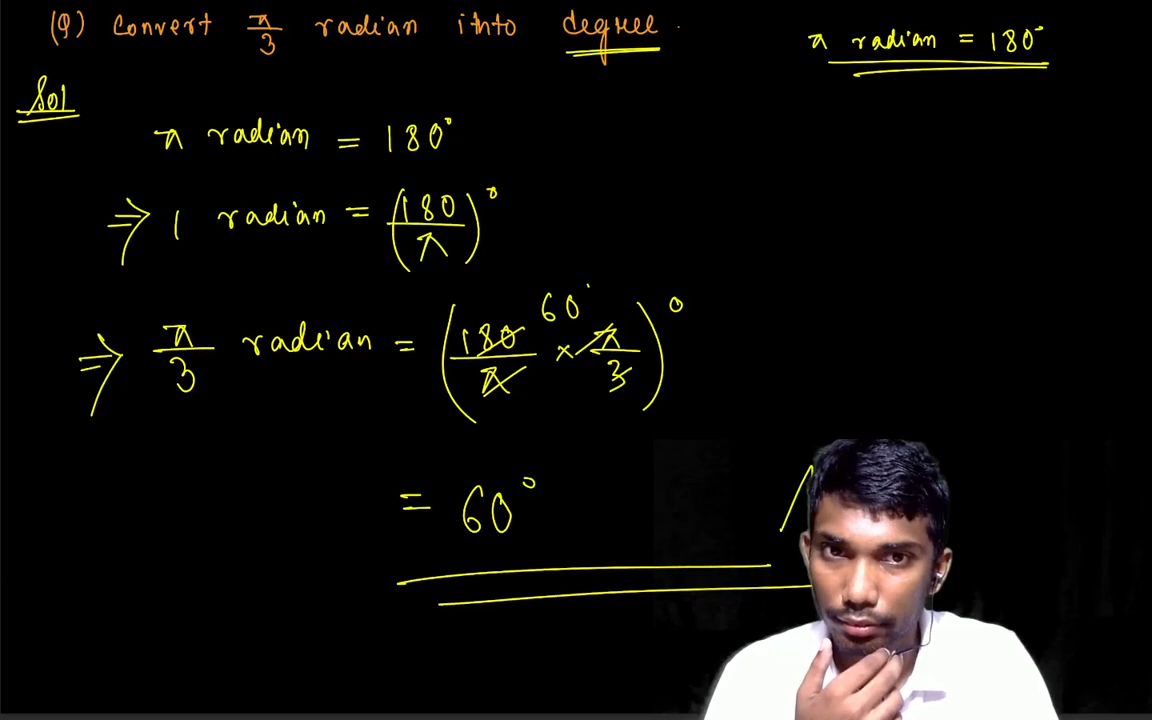 (Q) Convert π/3 radian into degree.
π radian = 180°
Sol
π radian = 180°
⇒ 1 radian = (180/π)°
⇒ π/3 radian = (180/π × π/3)° 60°
= 60°